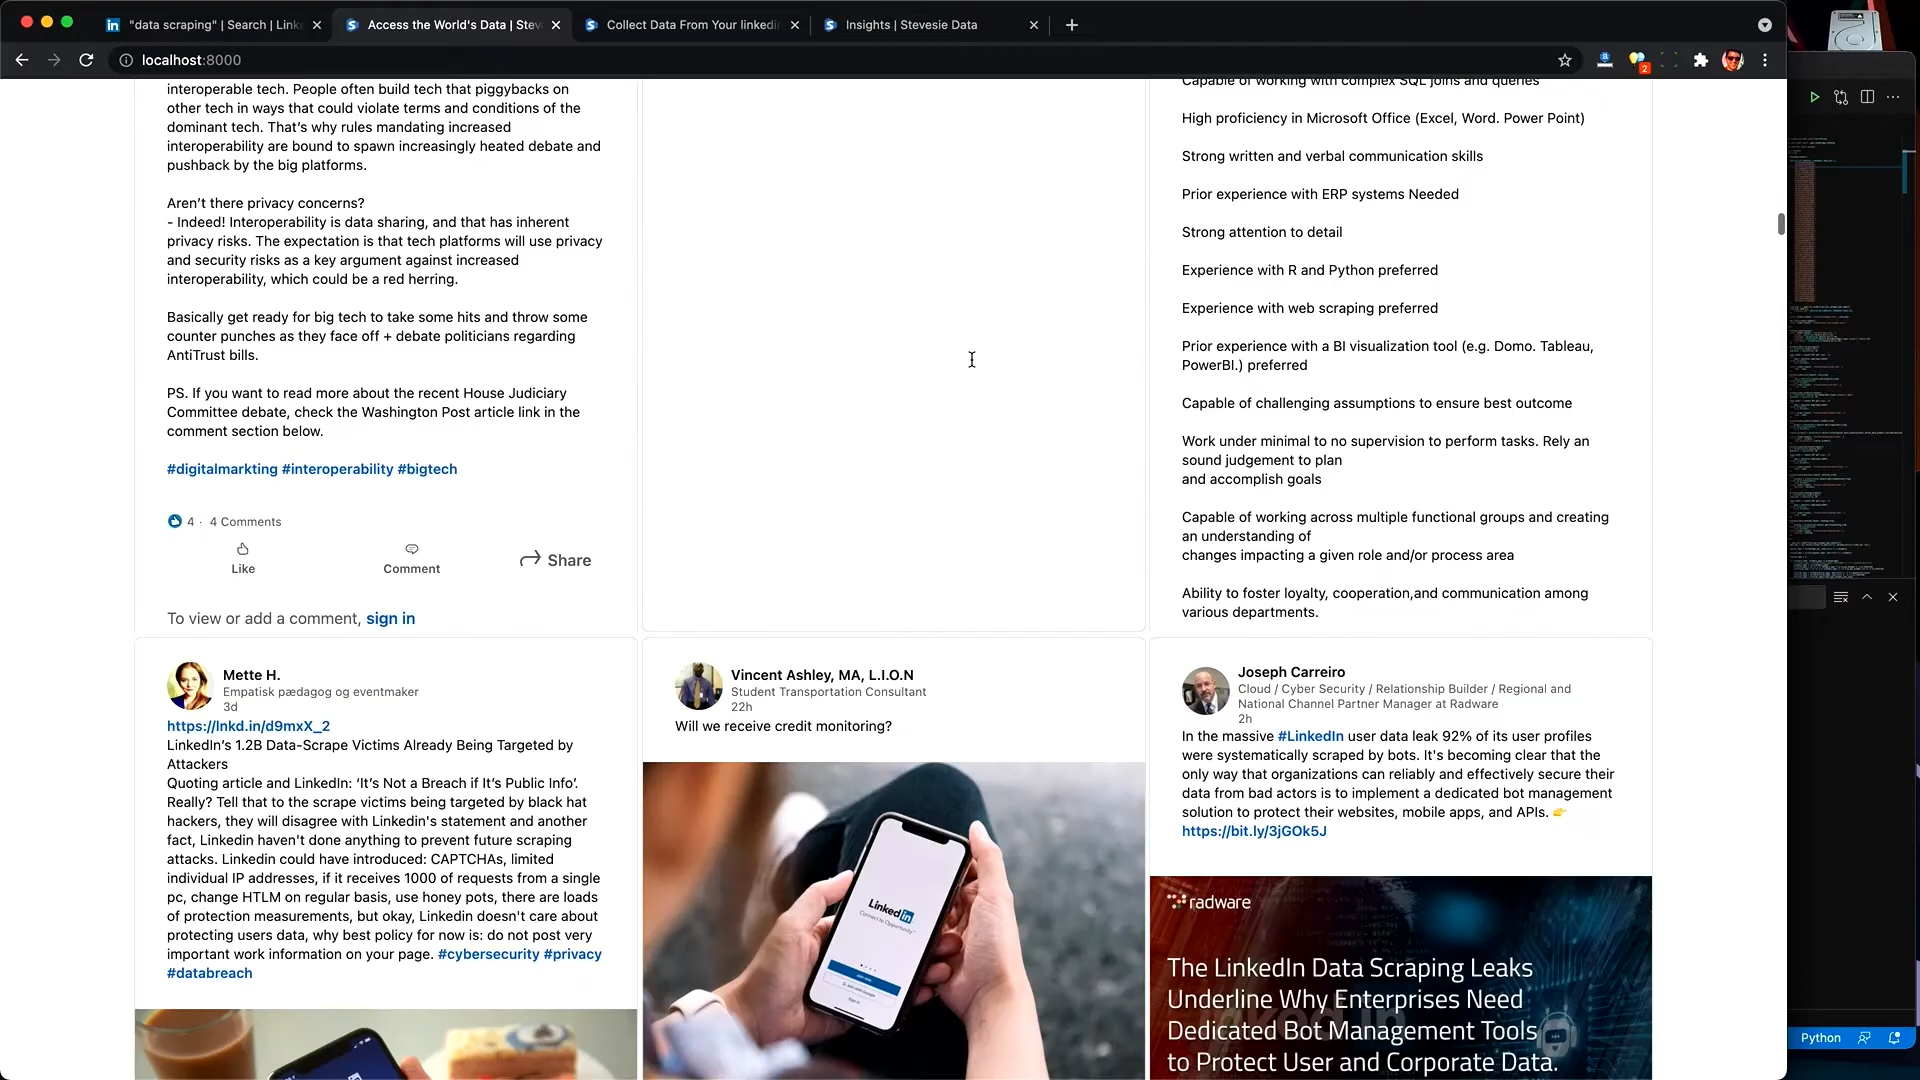 "data scraping" | Search | Linke
Access the World's Data | Stev
Collect Data From Your linkedi
Insights | Stevesie Data
localhost:8000
2
interoperable tech. People often build tech that piggybacks on
other tech in ways that could violate terms and conditions of the
dominant tech. That's why rules mandating increased
interoperability are bound to spawn increasingly heated debate and
pushback by the big platforms.
Aren't there privacy concerns?
- Indeed! Interoperability is data sharing, and that has inherent
privacy risks. The expectation is that tech platforms will use privacy
and security risks as a key argument against increased
interoperability, which could be a red herring.
Basically get ready for big tech to take some hits and throw some
counter punches as they face off + debate politicians regarding
AntiTrust bills.
PS. If you want to read more about the recent House Judiciary
Committee debate, check the Washington Post article link in the
comment section below.
#digitalmarkting #interoperability #bigtech
4 · 4 Comments
Like
Comment
Share
To view or add a comment, sign in
Capable of working with complex SQL joins and queries
High proficiency in Microsoft Office (Excel, Word. Power Point)
Strong written and verbal communication skills
Prior experience with ERP systems Needed
Strong attention to detail
Experience with R and Python preferred
Experience with web scraping preferred
Prior experience with a BI visualization tool (e.g. Domo. Tableau,
PowerBI.) preferred
Capable of challenging assumptions to ensure best outcome
Work under minimal to no supervision to perform tasks. Rely an
sound judgement to plan
and accomplish goals
Capable of working across multiple functional groups and creating
an understanding of
changes impacting a given role and/or process area
Ability to foster loyalty, cooperation,and communication among
various departments.
Mette H.
Empatisk pædagog og eventmaker
3d
https://lnkd.in/d9mxX_2
LinkedIn's 1.2B Data-Scrape Victims Already Being Targeted by
Attackers
Quoting article and LinkedIn: 'It's Not a Breach if It's Public Info'.
Really? Tell that to the scrape victims being targeted by black hat
hackers, they will disagree with Linkedin's statement and another
fact, Linkedin haven't done anything to prevent future scraping
attacks. Linkedin could have introduced: CAPTCHAs, limited
individual IP addresses, if it receives 1000 of requests from a single
pc, change HTLM on regular basis, use honey pots, there are loads
of protection measurements, but okay, Linkedin doesn't care about
protecting users data, why best policy for now is: do not post very
important work information on your page. #cybersecurity #privacy
#databreach
Vincent Ashley, MA, L.I.O.N
Student Transportation Consultant
22h
Will we receive credit monitoring?
Linkedin
Connect to Opportunity
Join now
Sign in
Joseph Carreiro
Cloud / Cyber Security / Relationship Builder / Regional and
National Channel Partner Manager at Radware
2h
In the massive #LinkedIn user data leak 92% of its user profiles
were systematically scraped by bots. It's becoming clear that the
only way that organizations can reliably and effectively secure their
data from bad actors is to implement a dedicated bot management
solution to protect their websites, mobile apps, and APIs. 👉
https://bit.ly/3jGOk5J
radware
The LinkedIn Data Scraping Leaks
Underline Why Enterprises Need
Dedicated Bot Management Tools
to Protect User and Corporate Data.
Python